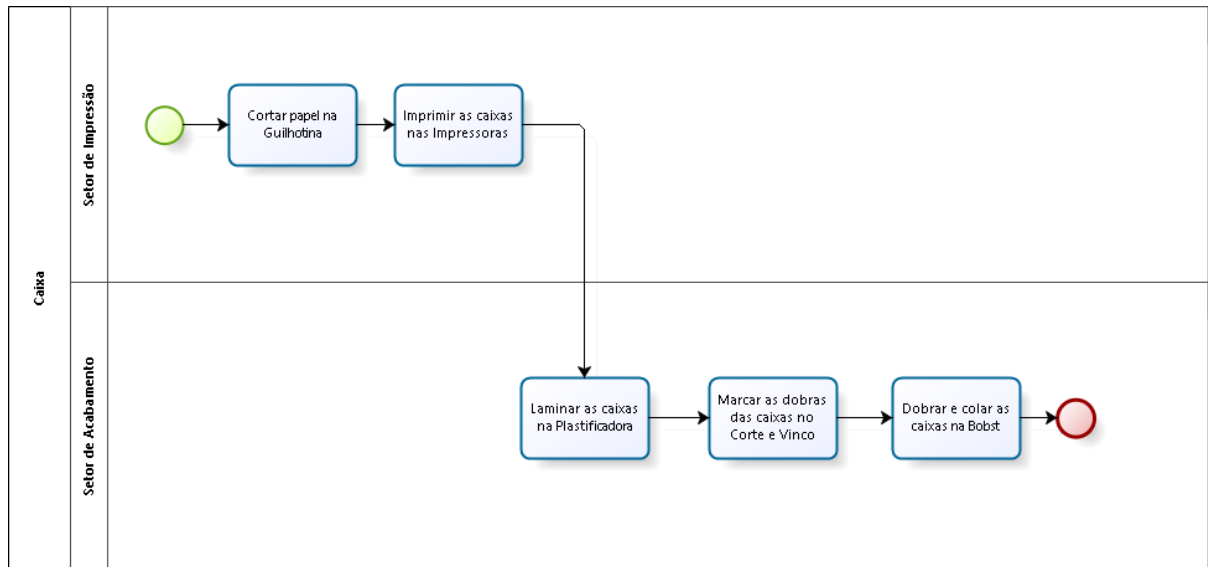 Caixa
Setor de Impressão
Cortar papel na
Guilhotina
Imprimir as caixas
nas Impressoras
Setor de Acabamento
Laminar as caixas
na Plastificadora
Marcar as dobras
das caixas no
Corte e Vinco
Dobrar e colar as
caixas na Bobst